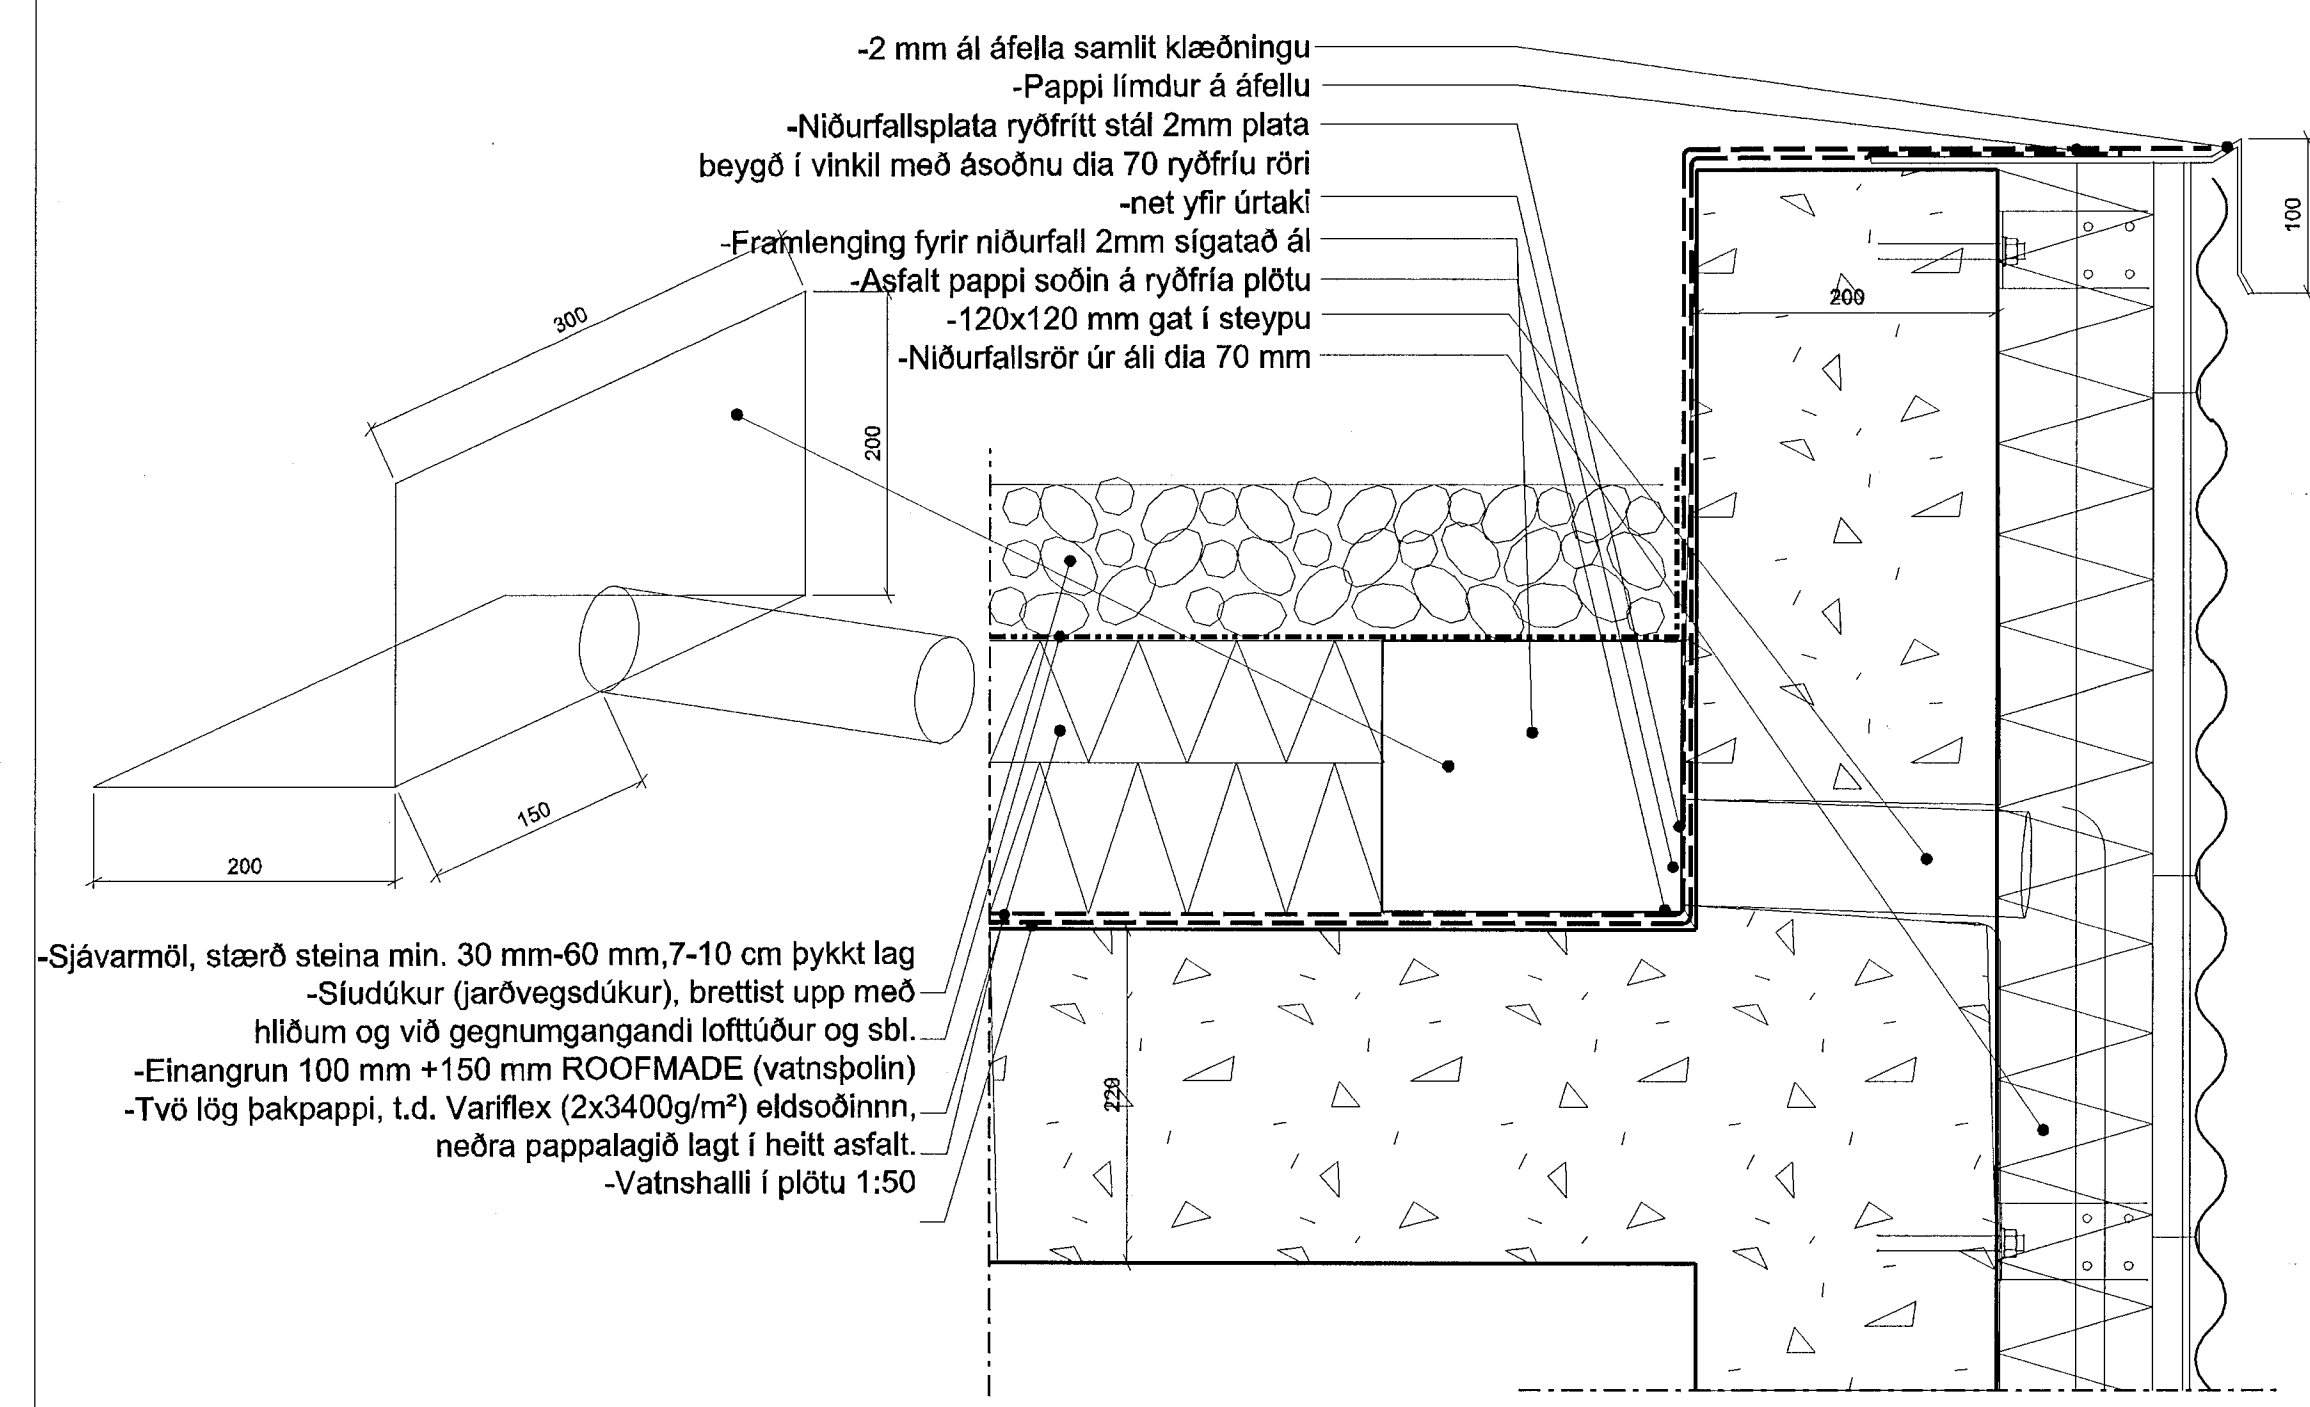 -2 mm ál áfella samlit klæðningu
-Pappi límdur á áfellu
-Niðurfallsplata ryðfrítt stál 2mm plata
beygð í vinkil með ásoðnu dia 70 ryðfríu röri
-net yfir úrtaki
-Framlenging fyrir niðurfall 2mm sígatað ál
-Asfalt pappi soðin á ryðfría plötu
-120x120 mm gat í steypu
-Niðurfallsrör úr áli dia 70 mm
100
200
300
200
150
200
220
-Sjávarmöl, stærð steina min. 30 mm-60 mm,7-10 cm þykkt lag
-Síudúkur (jarðvegsdúkur), brettist upp með
hliðum og við gegnumgangandi lofttúður og sbl.
-Einangrun 100 mm +150 mm ROOFMADE (vatnsþolin)
-Tvö lög þakpappi, t.d. Variflex (2x3400g/m²) eldsoðinnn,
neðra pappalagið lagt í heitt asfalt.
-Vatnshalli í plötu 1:50